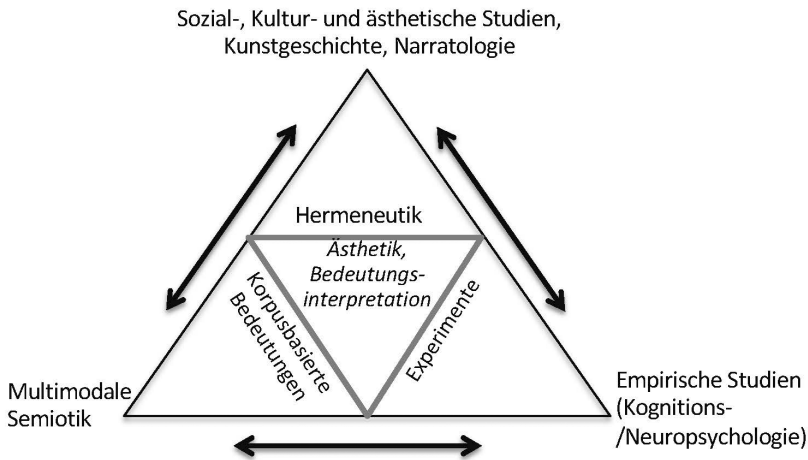 Sozial-, Kultur- und ästhetische Studien,
Kunstgeschichte, Narratologie
Hermeneutik
Ästhetik,
Bedeutungs-
interpretation
Korpusbasierte
Bedeutungen
Experimente
Multimodale
Semiotik
Empirische Studien
(Kognitions-
/Neuropsychologie)